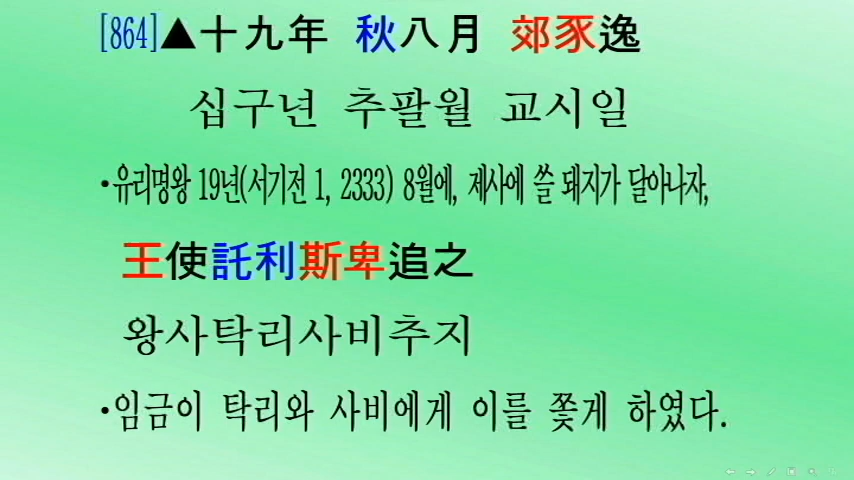 [864]▲十九年 秋八月 郊豕逸
십구년 추팔월 교시일
·유리명왕 19년(서기전 1, 2333) 8월에, 제사에 쓸 돼지가 달아나자,
王使託利斯卑追之
왕사탁리사비추지
·임금이 탁리와 사비에게 이를 쫓게 하였다.